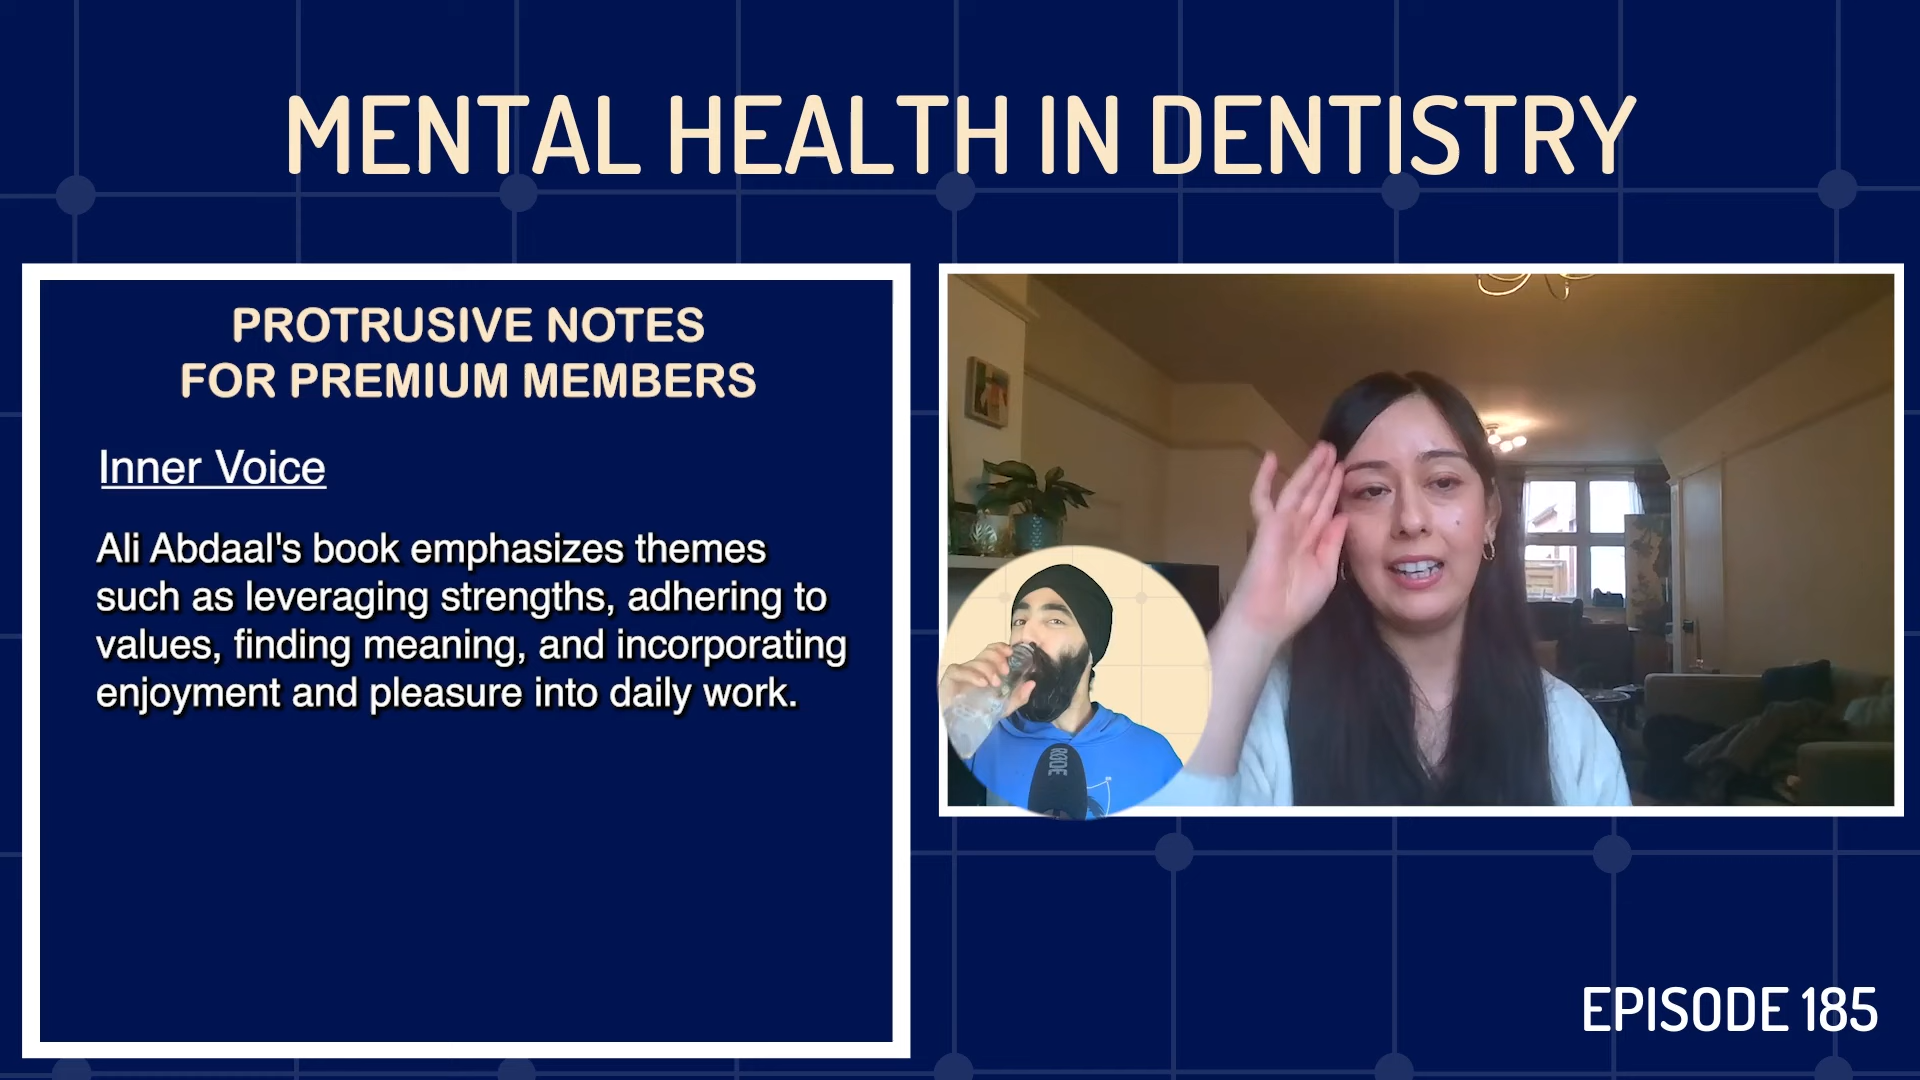 MENTAL HEALTH IN DENTISTRY
PROTRUSIVE NOTES
FOR PREMIUM MEMBERS
Inner Voice
Ali Abdaal's book emphasizes themes
such as leveraging strengths, adhering to
values, finding meaning, and incorporating
enjoyment and pleasure into daily work.
RØDE
EPISODE 185